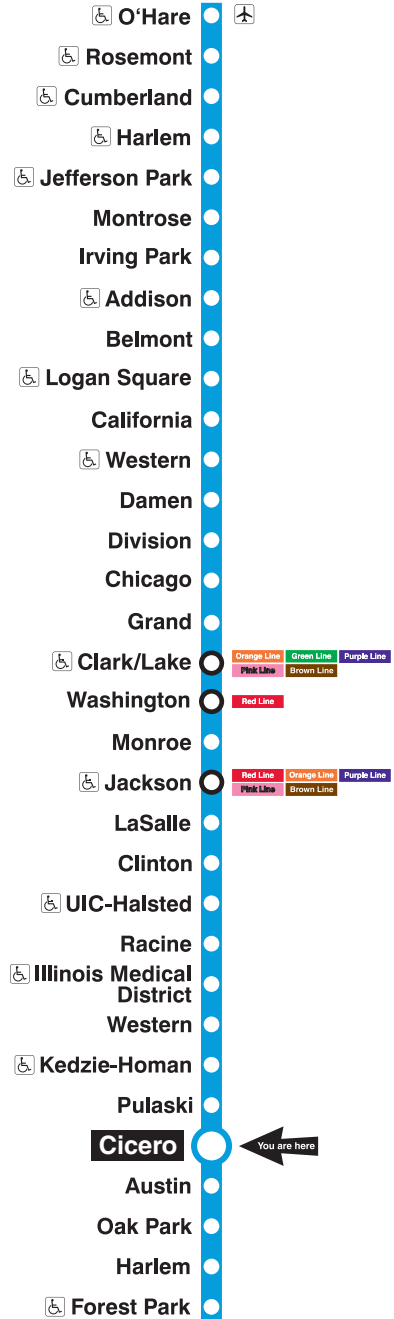 O'Hare
Rosemont
Cumberland
Harlem
Jefferson Park
Montrose
Irving Park
Addison
Belmont
Logan Square
California
Western
Damen
Division
Chicago
Grand
Clark/Lake
Orange Line Green Line Purple Line
Pink Line Brown Line
Washington
Red Line
Monroe
Jackson
Red Line Orange Line Purple Line
Pink Line Brown Line
LaSalle
Clinton
UIC-Halsted
Racine
Illinois Medical
District
Western
Kedzie-Homan
Pulaski
Cicero
You are here
Austin
Oak Park
Harlem
Forest Park